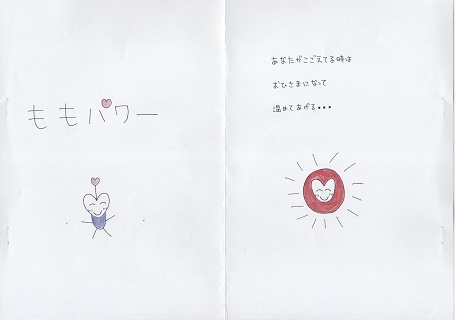 ももパワー
あなたがこごえてる時は
おひさまになって
温めてあげる•••